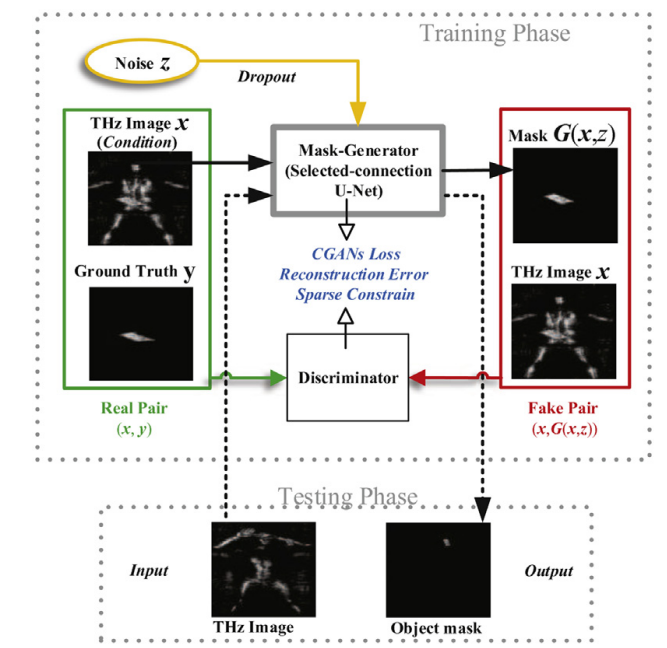 Training Phase
Noise z
Dropout
THz Image x
(Condition)
Ground Truth y
Real Pair
(x, y)
Mask-Generator
(Selected-connection
U-Net)
CGANs Loss
Reconstruction Error
Sparse Constrain
Discriminator
Mask G(x,z)
THz Image x
Fake Pair
(x,G(x,z))
Testing Phase
Input
THz Image
Object mask
Output